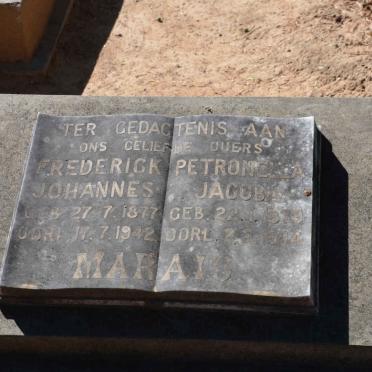 TER GEDAGTENIS AAN
ONS GELIEFDE OUERS
FREDERICK PETRONELLA
JOHANNES JACOBA
GEB. 27.7.1877 GEB.
OORL 17.7.1942 OORL
MARAIS